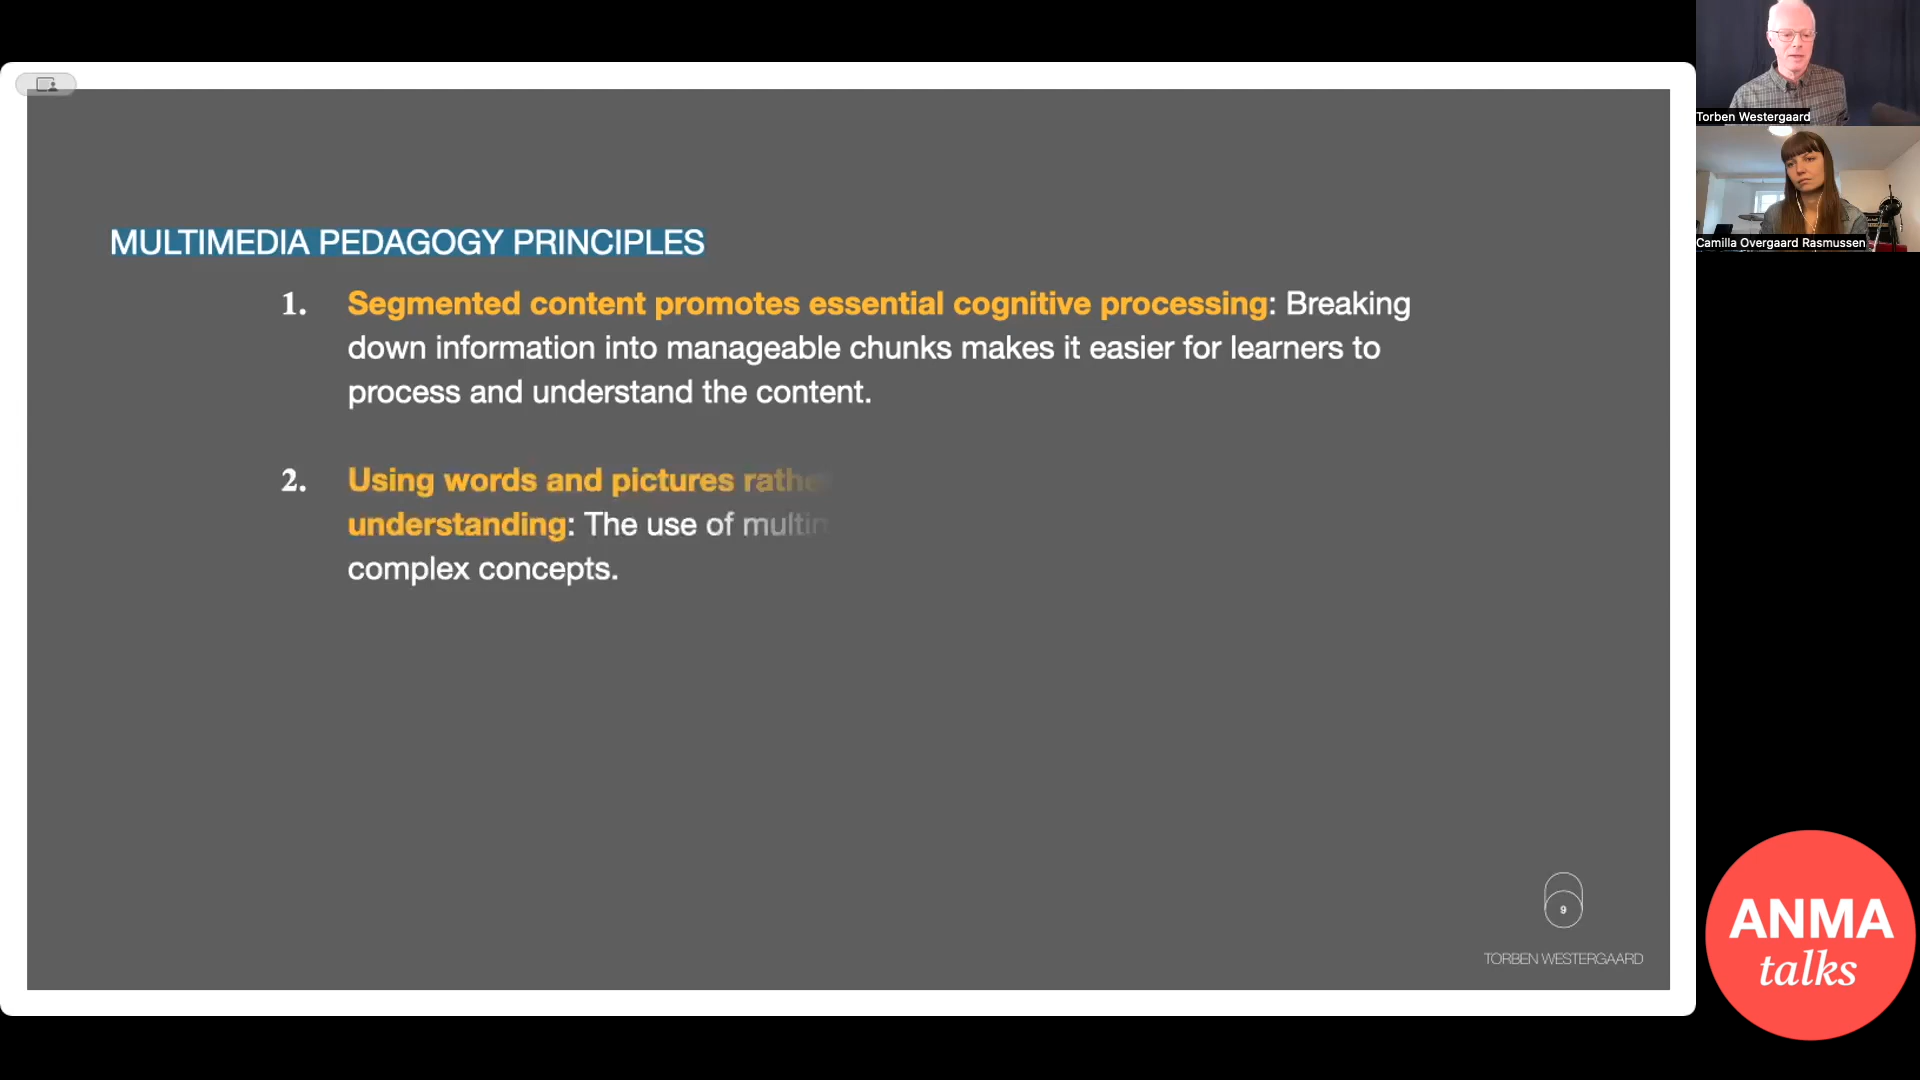 MULTIMEDIA PEDAGOGY PRINCIPLES
1. Segmented content promotes essential cognitive processing: Breaking
down information into manageable chunks makes it easier for learners to
process and understand the content.
2. Using words and pictures
understanding: The use of
complex concepts.
9
TORBEN WESTERGAARD
Torben Westergaard
Camilla Overgaard Rasmussen
ANMA
talks